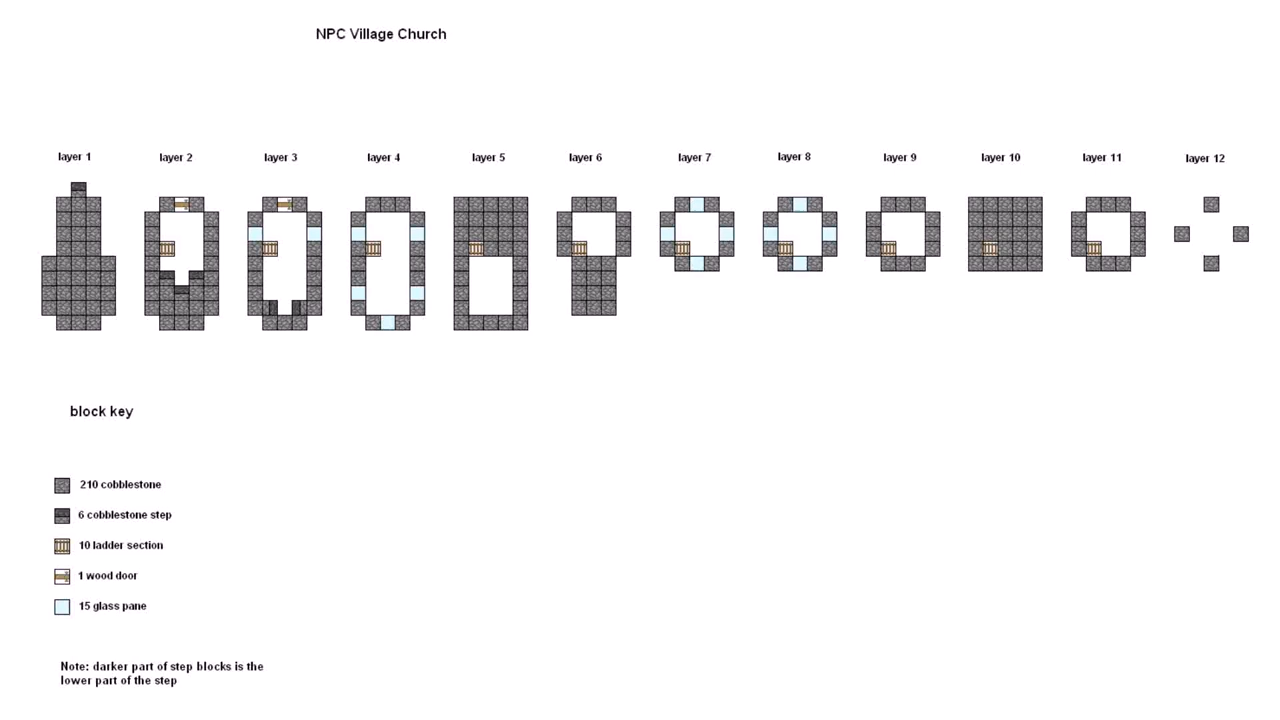 NPC Village Church
layer 1
layer 2
layer 3
layer 4
layer 5
layer 6
layer 7
layer 8
layer 9
layer 10
layer 11
layer 12
block key
210 cobblestone
6 cobblestone step
10 ladder section
1 wood door
15 glass pane
Note: darker part of step blocks is the
lower part of the step